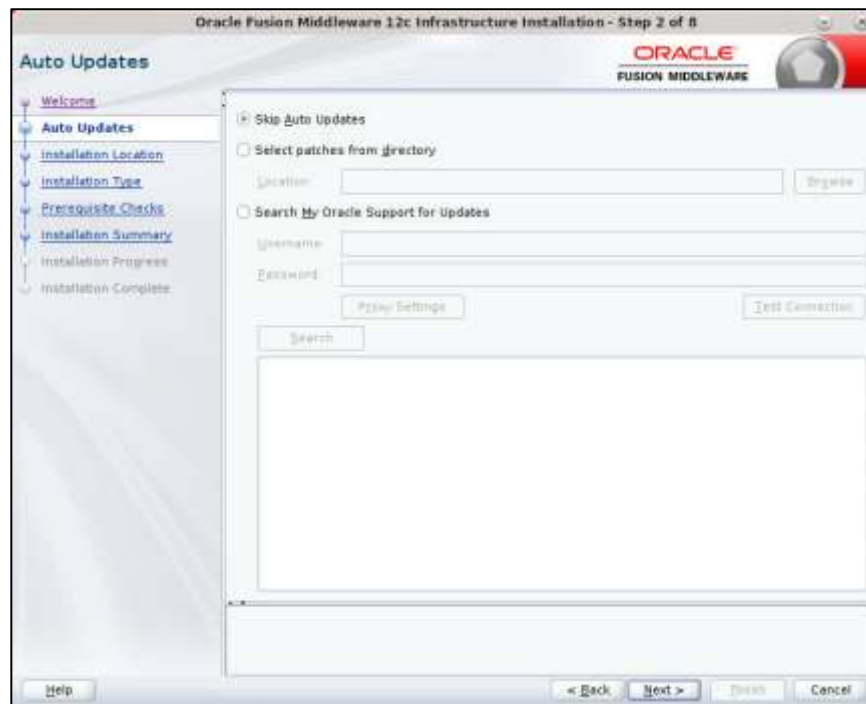 Oracle Fusion Middleware 12c Infrastructure Installation - Step 2 of 8
Auto Updates
ORACLE
FUSION MIDDLEWARE
Welcome
Auto Updates
Installation Location
Installation Type
Prerequisite Checks
Installation Summary
Installation Progress
Installation Complete
Skip Auto Updates
Select patches from directory
Location:
Browse
Search My Oracle Support for Updates
Username:
Password:
Proxy Settings
Test Connection
Search
Help
< Back
Next >
Finish
Cancel